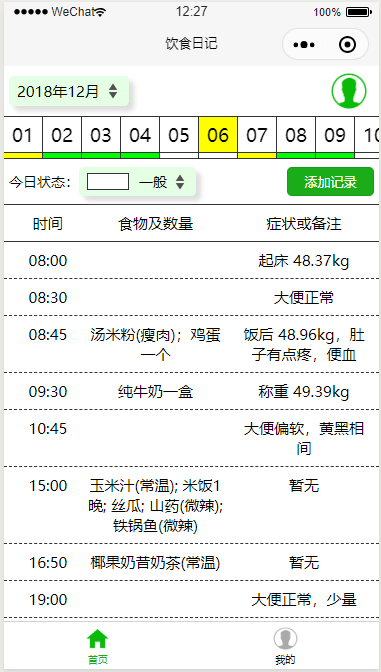 WeChat 12:27 100%
饮食日记
2018年12月
01 02 03 04 05 06 07 08 09 10
今日状态： 一般 添加记录
时间 食物及数量 症状或备注
08:00 起床 48.37kg
08:30 大便正常
08:45 汤米粉(瘦肉)；鸡蛋 饭后 48.96kg，肚
一个 子有点疼，便血
09:30 纯牛奶一盒 称重 49.39kg
10:45 大便偏软，黄黑相
间
15:00 玉米汁(常温); 米饭1 暂无
晚; 丝瓜; 山药(微辣);
铁锅鱼(微辣)
16:50 椰果奶昔奶茶(常温) 暂无
19:00 大便正常，少量
首页 我的